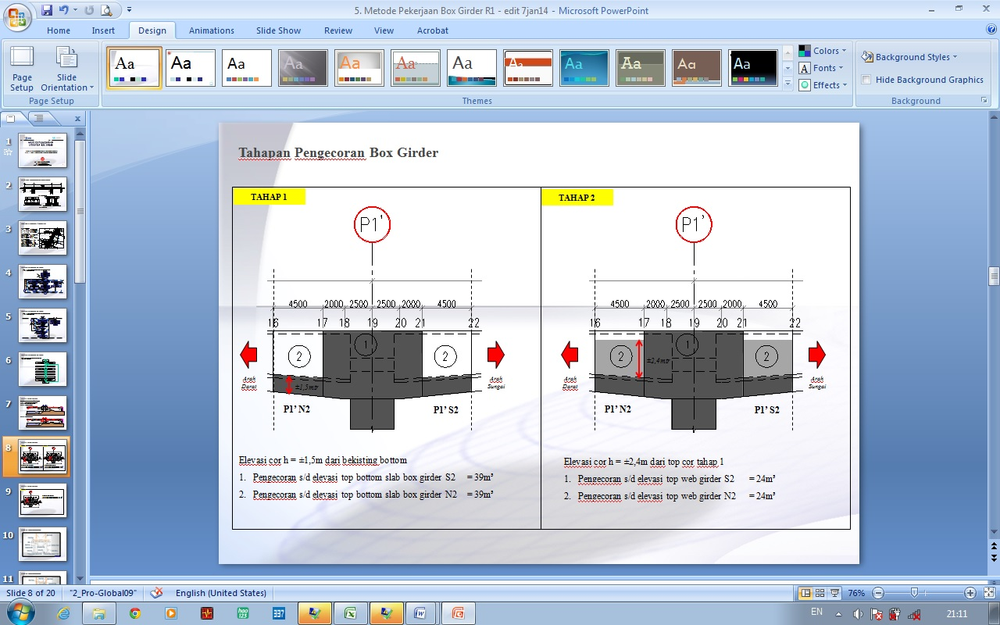 5. Metode Pekerjaan Box Girder R1 - edit 7jan14 - Microsoft PowerPoint
Home Insert Design Animations Slide Show Review View Acrobat
Page Setup
Slide Orientation
Page Setup
Aa Aa Aa Aa Aa Aa Aa Aa Aa Aa Aa Aa
Themes
Colors
Fonts
Effects
Background Styles
Hide Background Graphics
Background
1
2
3
4
5
6
7
8
9
10
11
Tahapan Pengecoran Box Girder
TAHAP 1
P1'
4500 2000 2500 2500 2000 4500
16 17 18 19 20 21 22
2 1 2
Arah Darat
±1,5mtr
Arah Sungai
P1' N2 P1' S2
Elevasi cor h = ±1,5m dari bekisting bottom
1. Pengecoran s/d elevasi top bottom slab box girder S2 = 39m³
2. Pengecoran s/d elevasi top bottom slab box girder N2 = 39m³
TAHAP 2
P1'
4500 2000 2500 2500 2000 4500
16 17 18 19 20 21 22
2 1 2
±2,4mtr
Arah Darat
Arah Sungai
P1' N2 P1' S2
Elevasi cor h = ±2,4m dari top cor tahap 1
1. Pengecoran s/d elevasi top web girder S2 = 24m³
2. Pengecoran s/d elevasi top web girder N2 = 24m³
Slide 8 of 20 "2_Pro-Global09" English (United States) 76%
hao123 337 EN 21:11